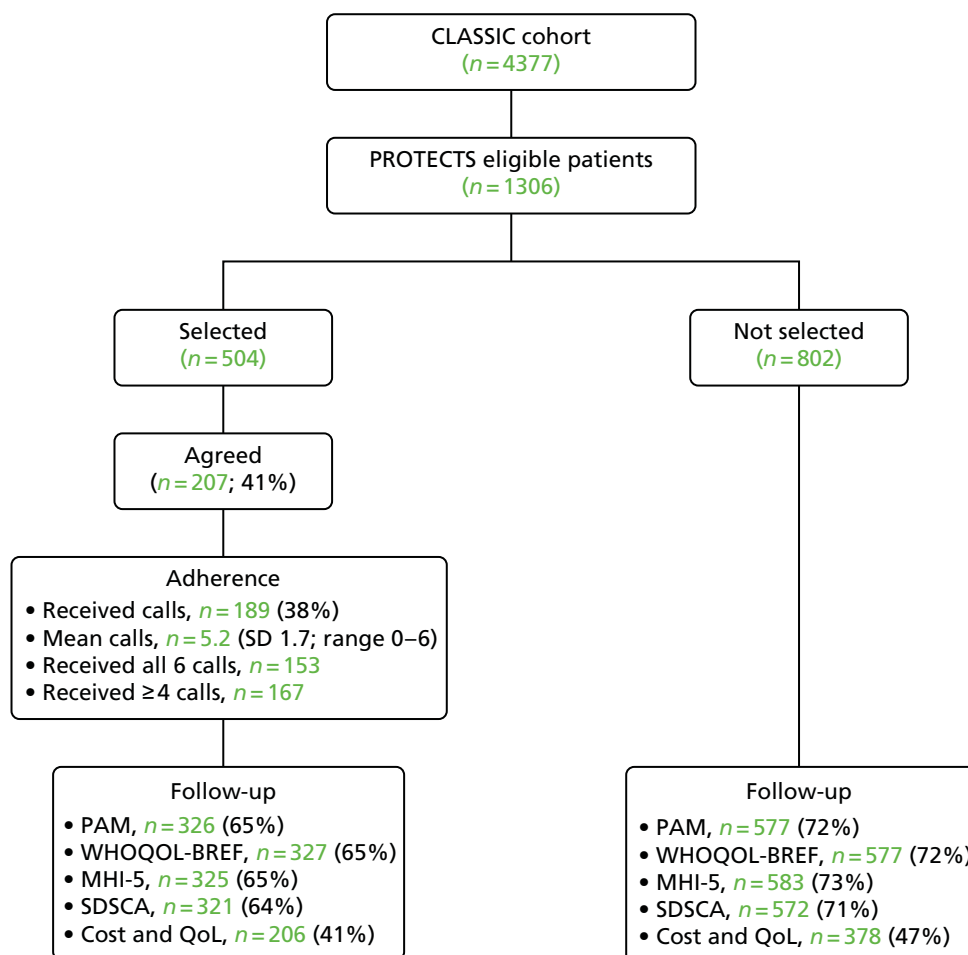 CLASSIC cohort
(n = 4377)
PROTECTS eligible patients
(n = 1306)
Selected
(n = 504)
Not selected
(n = 802)
Agreed
(n = 207; 41%)
Adherence
• Received calls, n = 189 (38%)
• Mean calls, n = 5.2 (SD 1.7; range 0–6)
• Received all 6 calls, n = 153
• Received ≥4 calls, n = 167
Follow-up
• PAM, n = 326 (65%)
• WHOQOL-BREF, n = 327 (65%)
• MHI-5, n = 325 (65%)
• SDSCA, n = 321 (64%)
• Cost and QoL, n = 206 (41%)
Follow-up
• PAM, n = 577 (72%)
• WHOQOL-BREF, n = 577 (72%)
• MHI-5, n = 583 (73%)
• SDSCA, n = 572 (71%)
• Cost and QoL, n = 378 (47%)